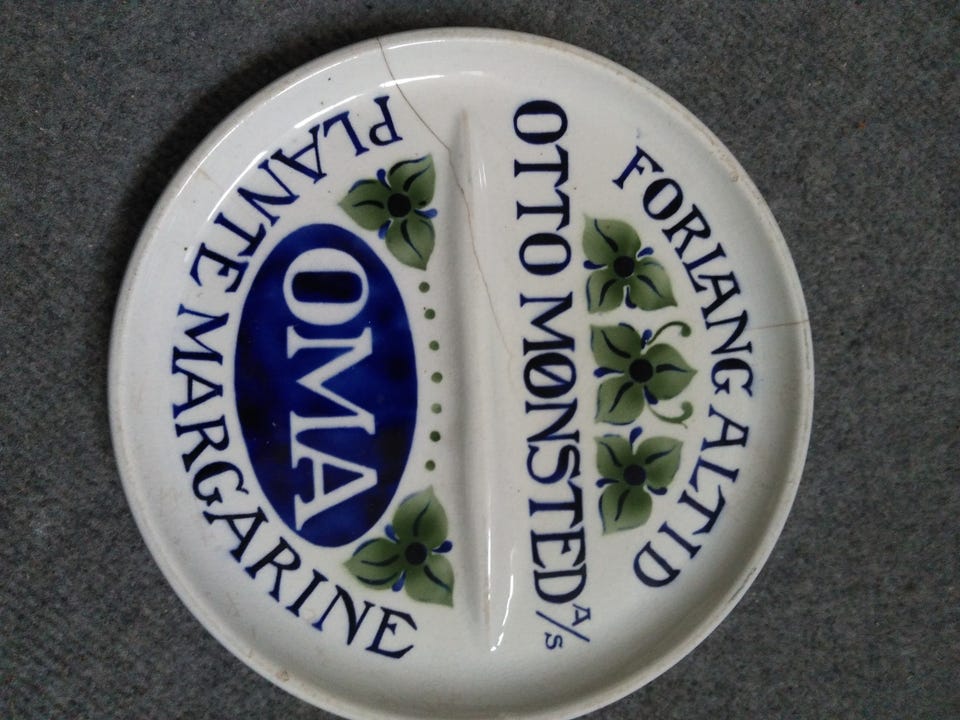 FORLANG ALTID
OTTO MØNSTED A/S
OMA
PLANTE MARGARINE